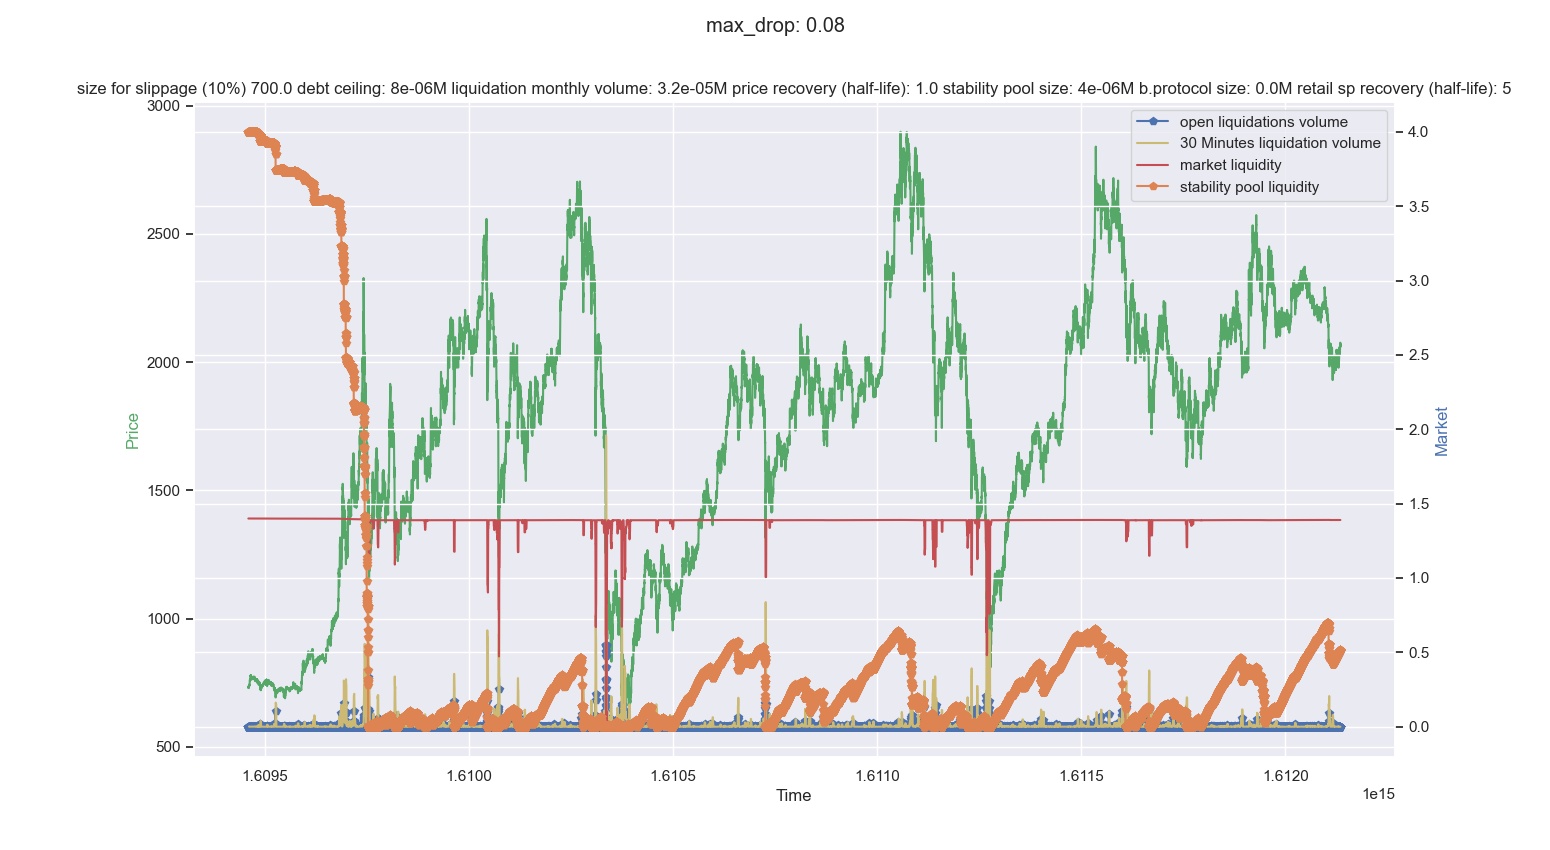 max_drop: 0.08
size for slippage (10%) 700.0 debt ceiling: 8e-06M liquidation monthly volume: 3.2e-05M price recovery (half-life): 1.0 stability pool size: 4e-06M b.protocol size: 0.0M retail sp recovery (half-life): 5
open liquidations volume
30 Minutes liquidation volume
market liquidity
stability pool liquidity
3000
2500
2000
1500
1000
500
Price
4.0
3.5
3.0
2.5
2.0
1.5
1.0
0.5
0.0
Market
1.6095 1.6100 1.6105 1.6110 1.6115 1.6120
Time
1e15